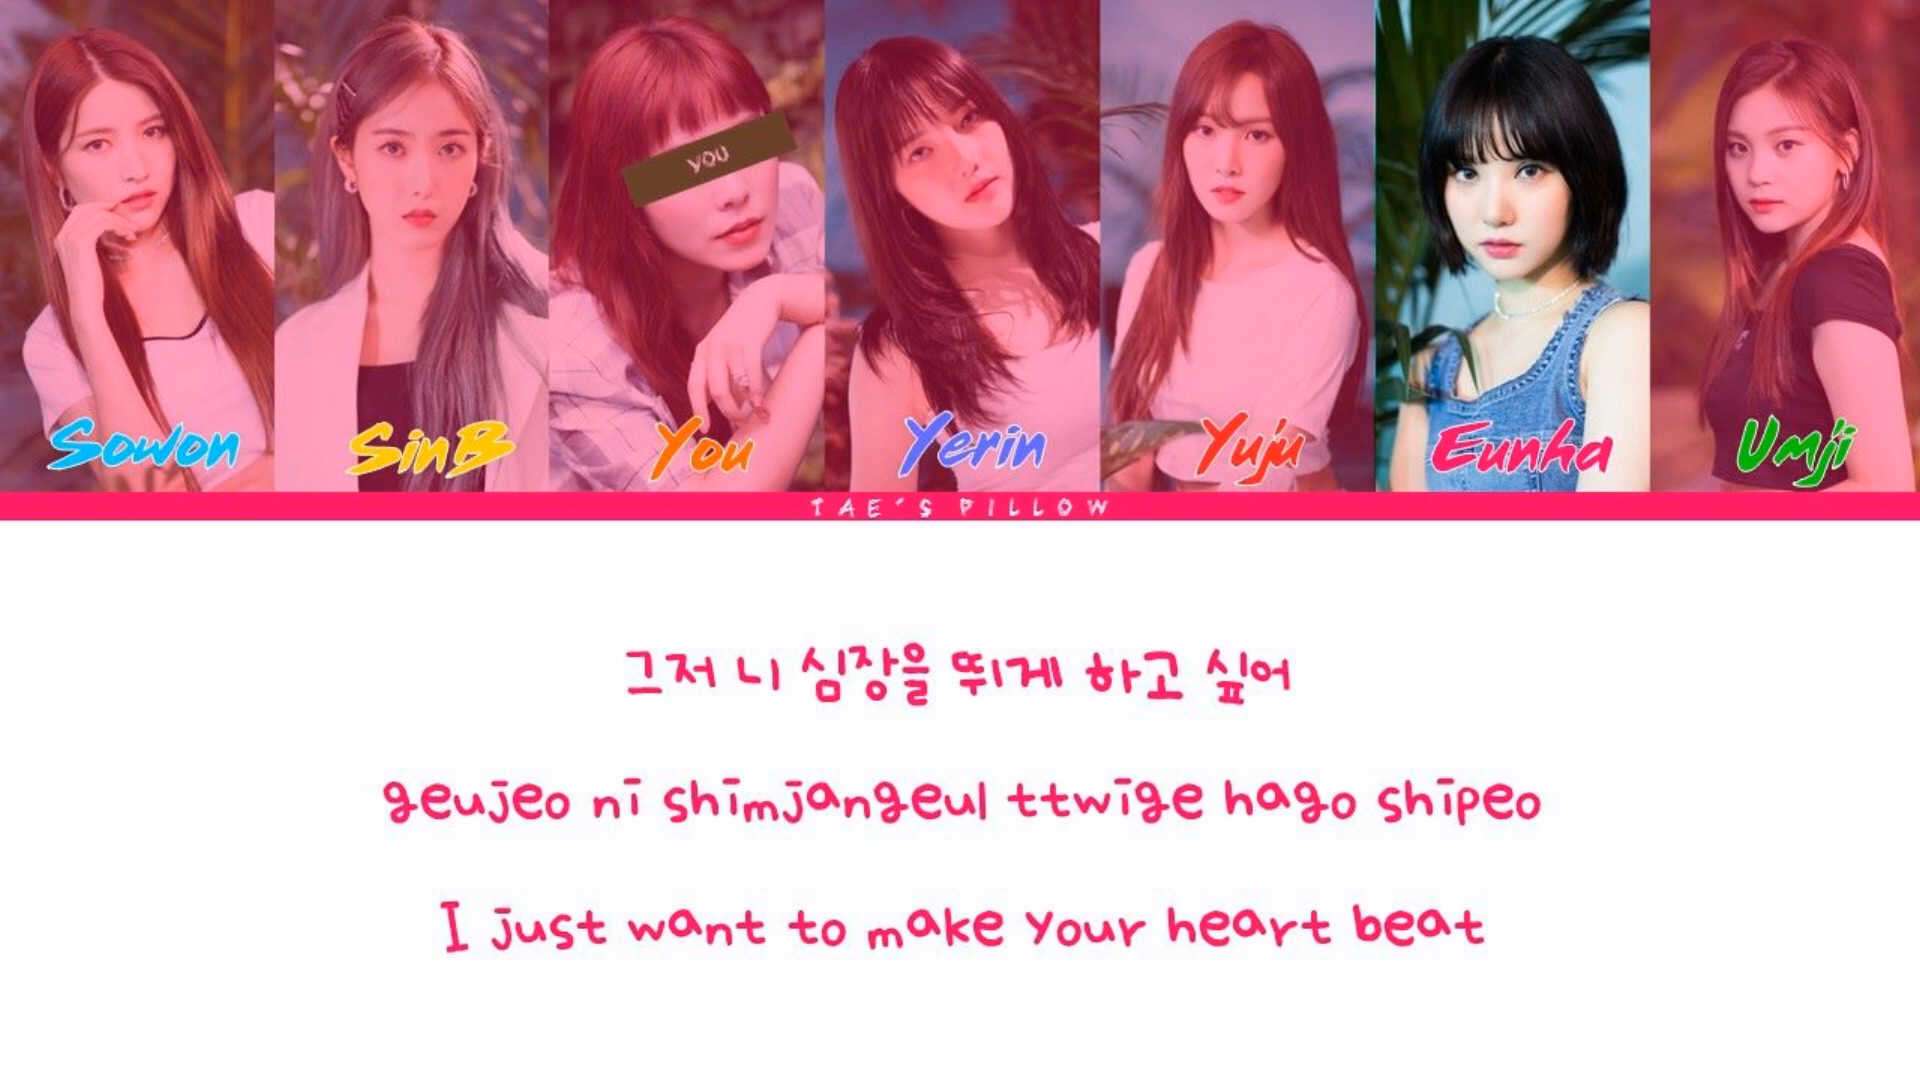 YOU
Sowon SinB You Yerin Yuju Eunha Umji
TAE'S PILLOW
그저 니 심장을 뛰게 하고 싶어
geujeo ni shimjangeul ttwige hago shipeo
I just want to make your heart beat